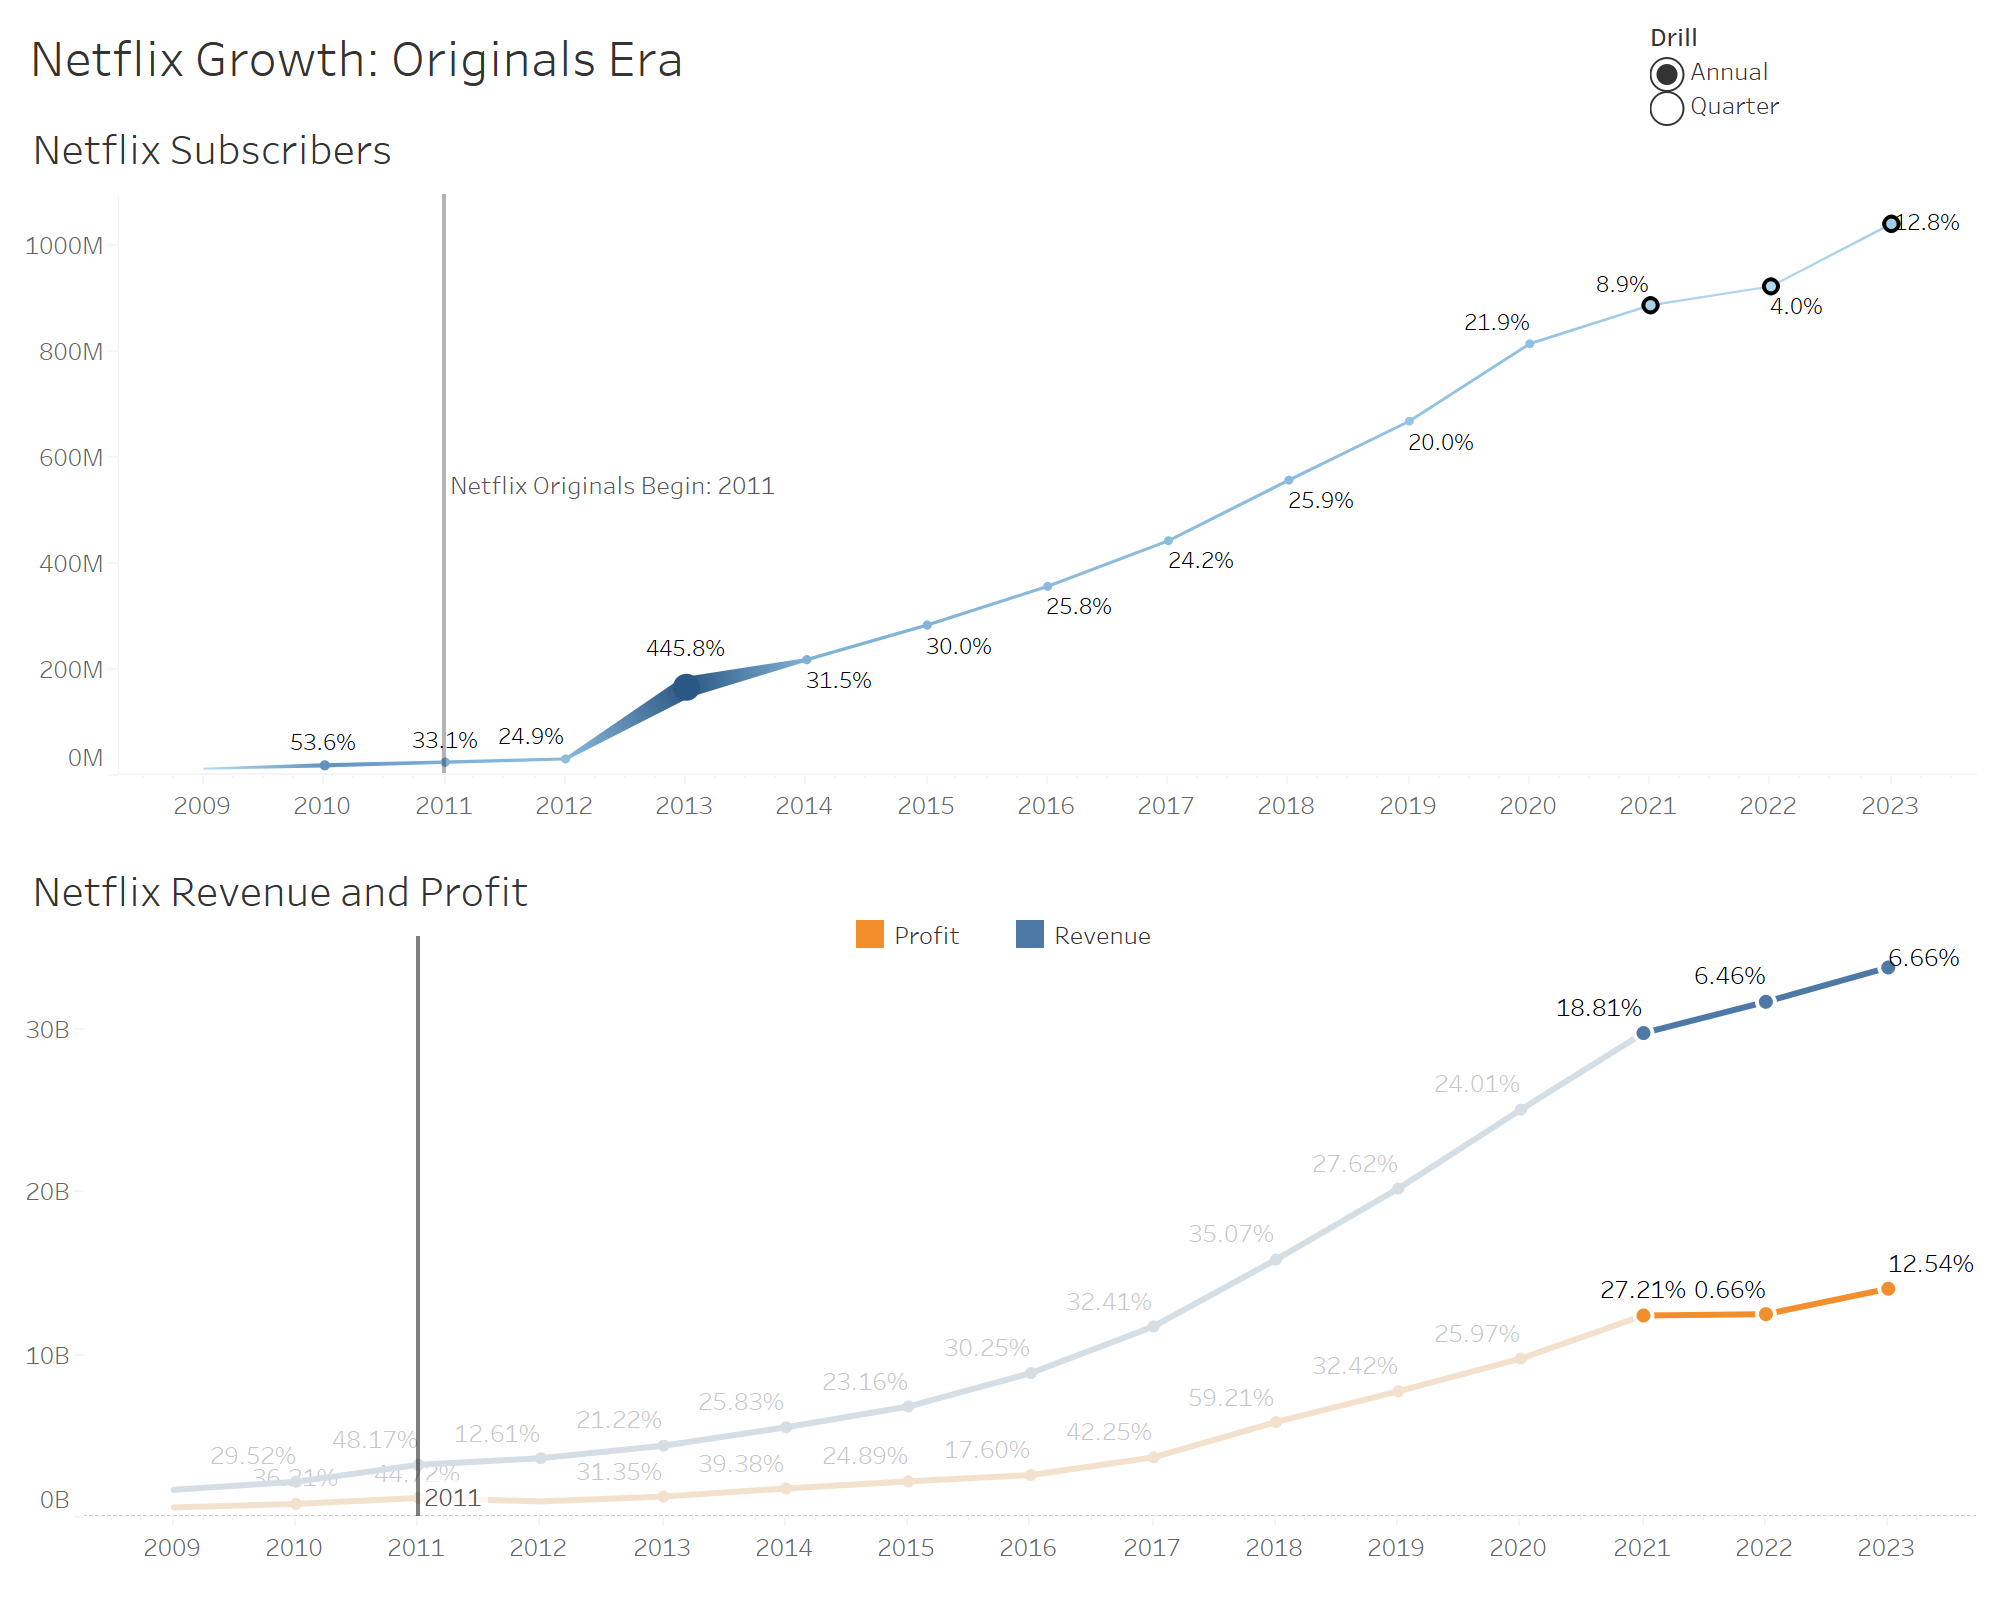 Netflix Growth: Originals Era
Drill
Annual
Quarter
Netflix Subscribers
1000M
800M
600M
400M
200M
0M
12.8%
8.9%
4.0%
21.9%
20.0%
25.9%
24.2%
25.8%
30.0%
31.5%
445.8%
24.9%
33.1%
53.6%
Netflix Originals Begin: 2011
2009 2010 2011 2012 2013 2014 2015 2016 2017 2018 2019 2020 2021 2022 2023
Netflix Revenue and Profit
Profit Revenue
30B
20B
10B
0B
29.52% 48.17% 12.61% 21.22% 25.83% 23.16% 30.25% 32.41% 35.07% 27.62% 24.01% 18.81% 6.46% 6.66%
36.21% 44.72% 31.35% 39.38% 24.89% 17.60% 42.25% 59.21% 32.42% 25.97% 27.21% 0.66% 12.54%
2011
2009 2010 2011 2012 2013 2014 2015 2016 2017 2018 2019 2020 2021 2022 2023